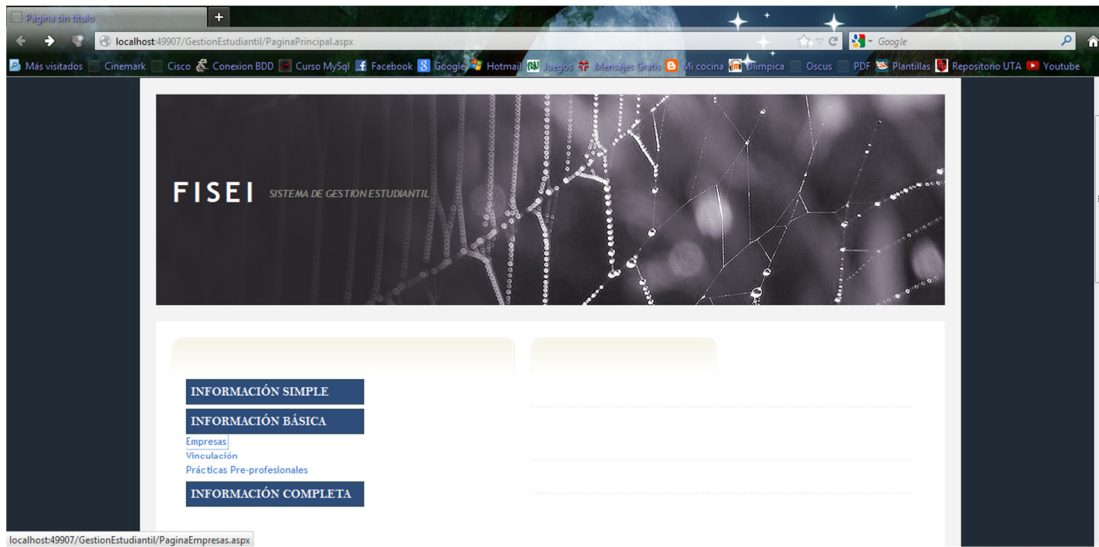 Página sin título
localhost:49907/GestionEstudiantil/PaginaPrincipal.aspx
Google
Más visitados Cinemark Cisco Conexion BDD Curso MySql Facebook Google Hotmail Juegos Mensajes Gratis Mi cocina Olimpica Oscus PDF Plantillas Repositorio UTA Youtube
FISEI SISTEMA DE GESTION ESTUDIANTIL
INFORMACIÓN SIMPLE
INFORMACIÓN BÁSICA
Empresas
Vinculación
Prácticas Pre-profesionales
INFORMACIÓN COMPLETA
localhost:49907/GestionEstudiantil/PaginaEmpresas.aspx